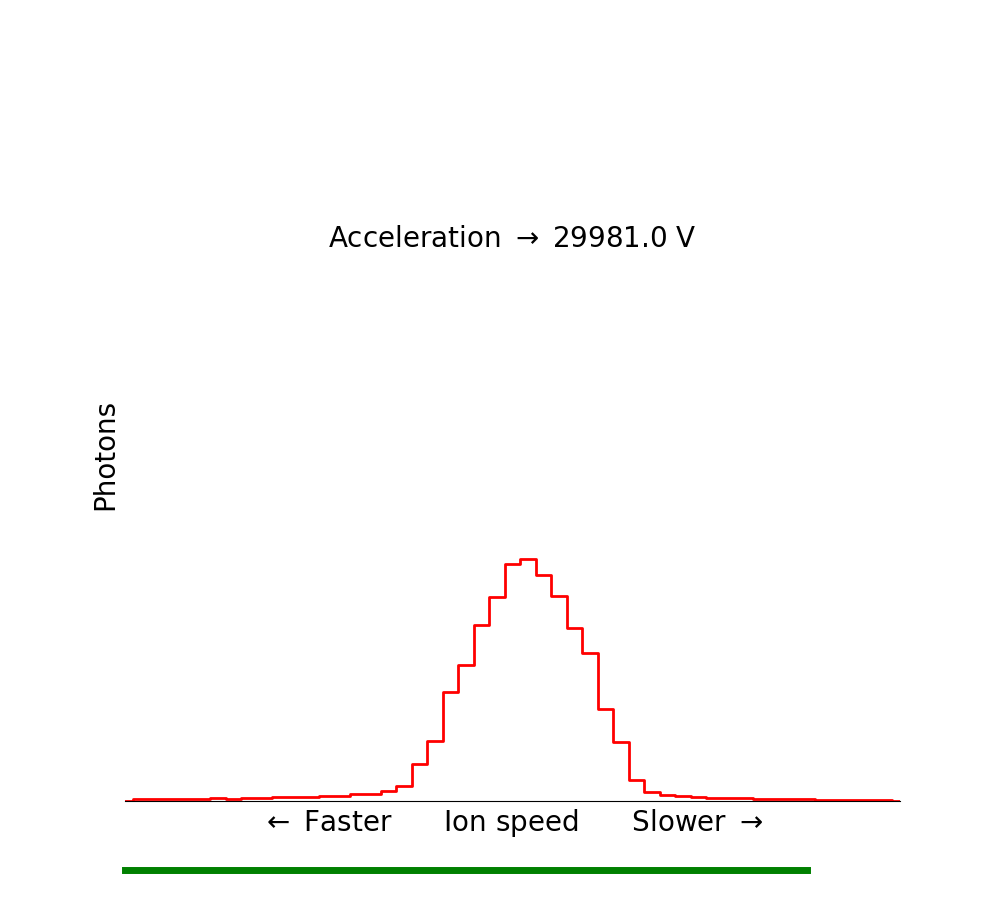 Acceleration → 29981.0 V
Photons
← Faster Ion speed Slower →